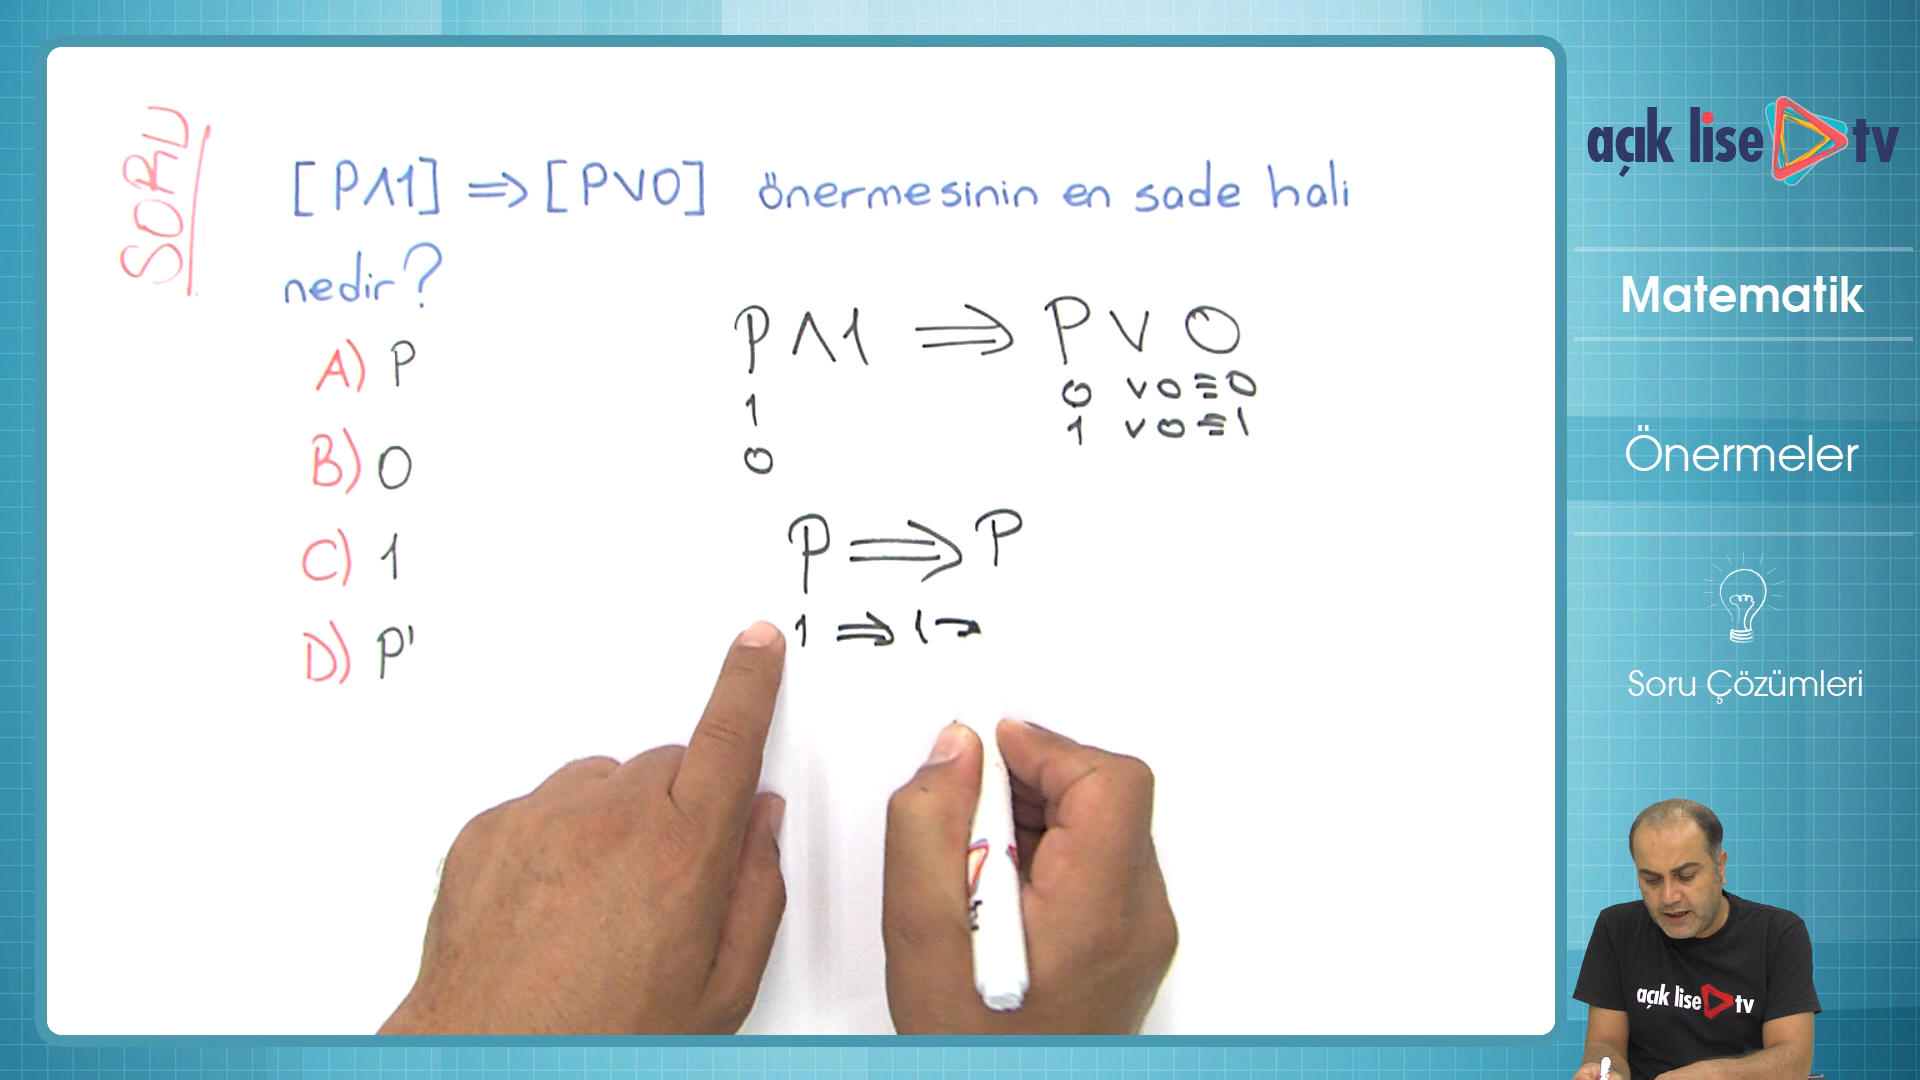 SORU
[P∧1] ⇒ [P∨0] önermesinin en sade hali
nedir?
A) P
B) 0
C) 1
D) P'
P∧1 ⇒ P∨0
1
0
0 ∨0≡0
1 ∨0≡1
P ⇒ P
1 ⇒ 1→
açık lise tv
Matematik
Önermeler
Soru Çözümleri
açık lise tv